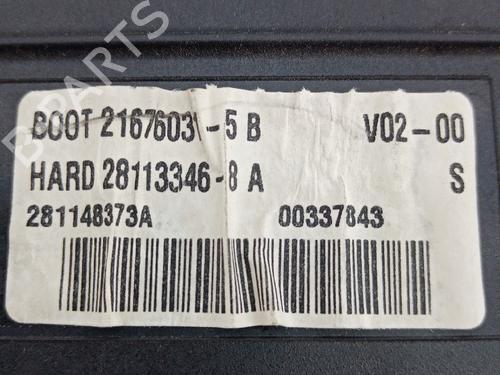 BOOT 21676031-5 B V02-00
HARD 28113346-8 A S
281148373A 00337843